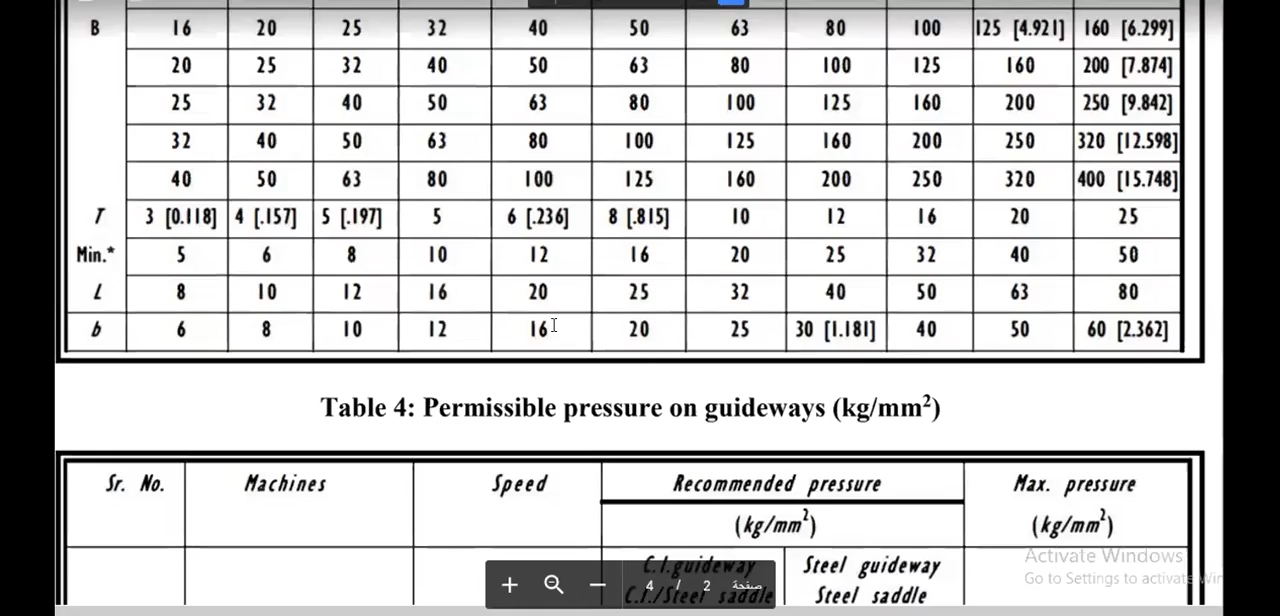 B 16 20 25 32 40 50 63 80 100 125 [4.921] 160 [6.299]
20 25 32 40 50 63 80 100 125 160 200 [7.874]
25 32 40 50 63 80 100 125 160 200 250 [9.842]
32 40 50 63 80 100 125 160 200 250 320 [12.598]
40 50 63 80 100 125 160 200 250 320 400 [15.748]
T 3 [0.118] 4 [.157] 5 [.197] 5 6 [.236] 8 [.815] 10 12 16 20 25
Min.* 5 6 8 10 12 16 20 25 32 40 50
L 8 10 12 16 20 25 32 40 50 63 80
b 6 8 10 12 16 20 25 30 [1.181] 40 50 60 [2.362]
Table 4: Permissible pressure on guideways (kg/mm²)
Sr. No. Machines Speed Recommended pressure Max. pressure
(kg/mm²) (kg/mm²)
C.I. guideway Steel guideway
C.I./Steel saddle Steel saddle
Activate Windows
Go to Settings to activate Win
صفحة 2 / 4